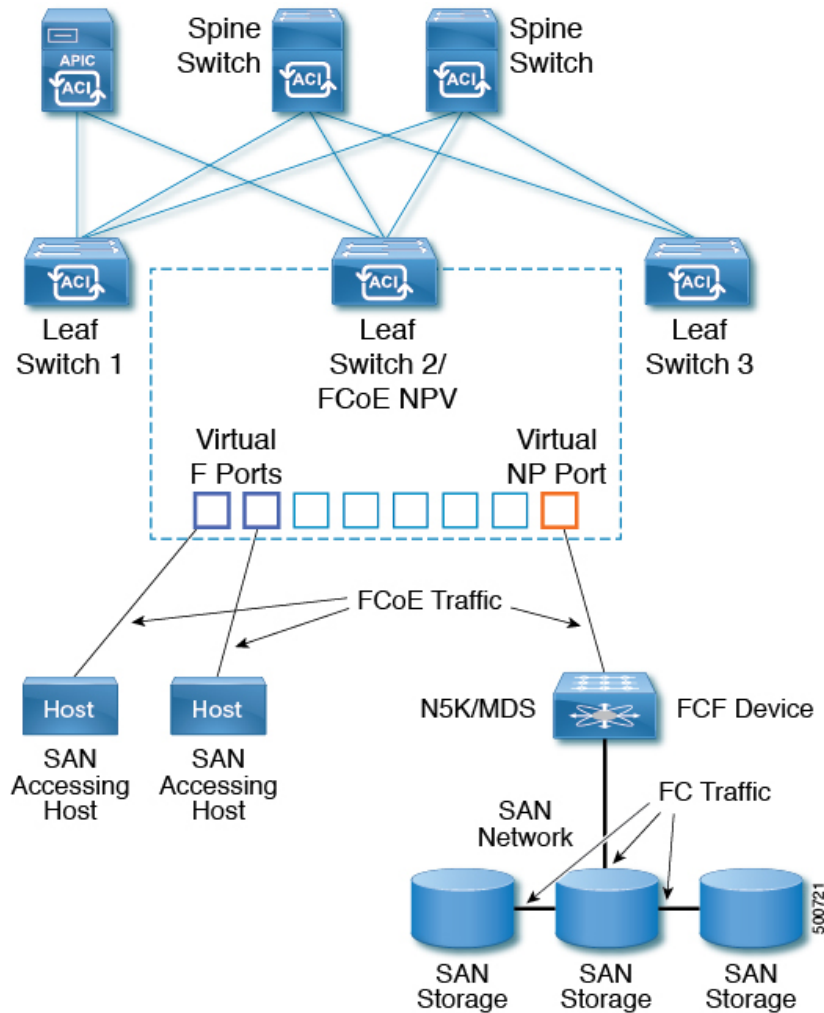 Spine
Switch
Spine
Switch
APIC
ACI
ACI
ACI
ACI
ACI
ACI
Leaf
Switch 1
Leaf
Switch 2/
FCoE NPV
Leaf
Switch 3
Virtual
F Ports
Virtual
NP Port
FCoE Traffic
Host
Host
N5K/MDS
FCF Device
SAN
Accessing
Host
SAN
Accessing
Host
FC Traffic
SAN
Network
SAN
Storage
SAN
Storage
SAN
Storage
500721